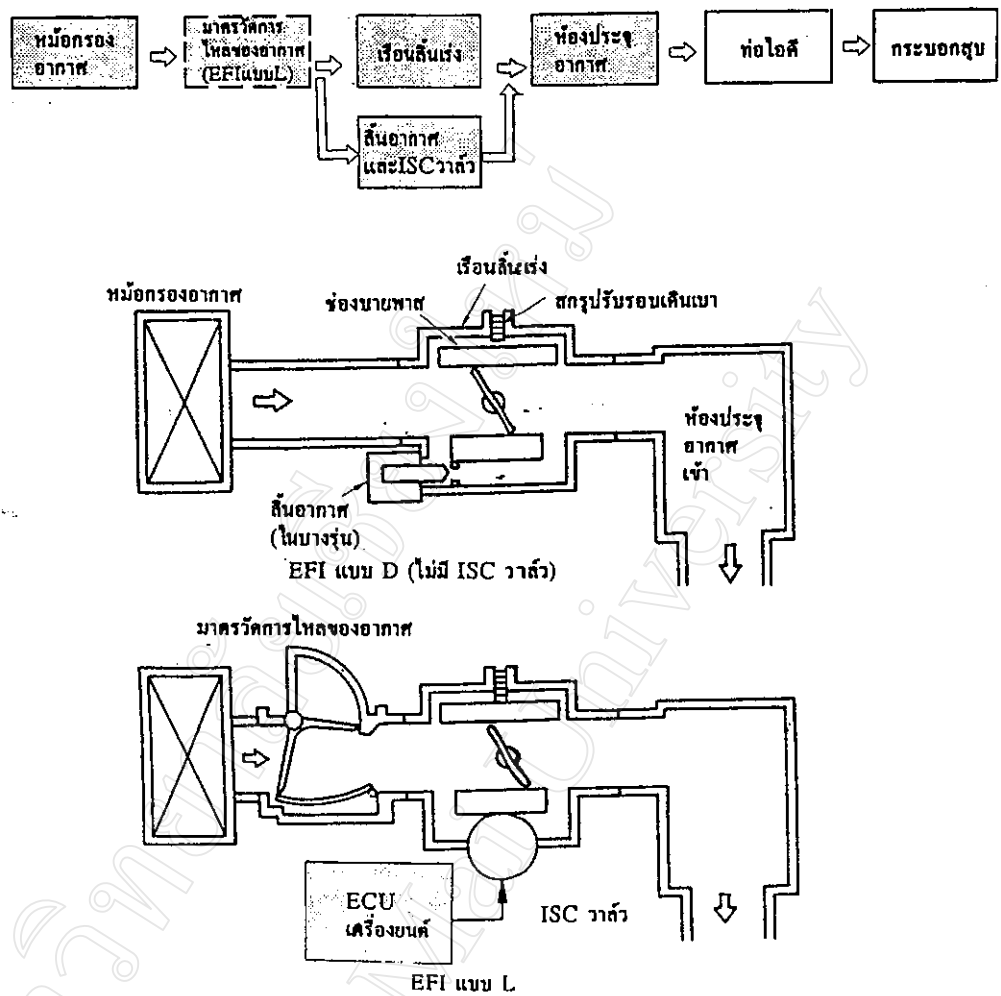 หม้อกรอง
อากาศ
มาตรวัดการ
ไหลของอากาศ
(EFIแบบL)
เรือนลิ้นเร่ง
ห้องประจุ
อากาศ
ท่อไอดี
กระบอกสูบ
ลิ้นอากาศ
และISCวาล์ว
เรือนลิ้นเร่ง
หม้อกรองอากาศ
ช่องบายพาส
สกรูปรับรอบเดินเบา
ห้องประจุ
อากาศ
เข้า
ลิ้นอากาศ
(ในบางรุ่น)
EFI แบบ D (ไม่มี ISC วาล์ว)
มาตรวัดการไหลของอากาศ
ECU
เครื่องยนต์
ISC วาล์ว
EFI แบบ L